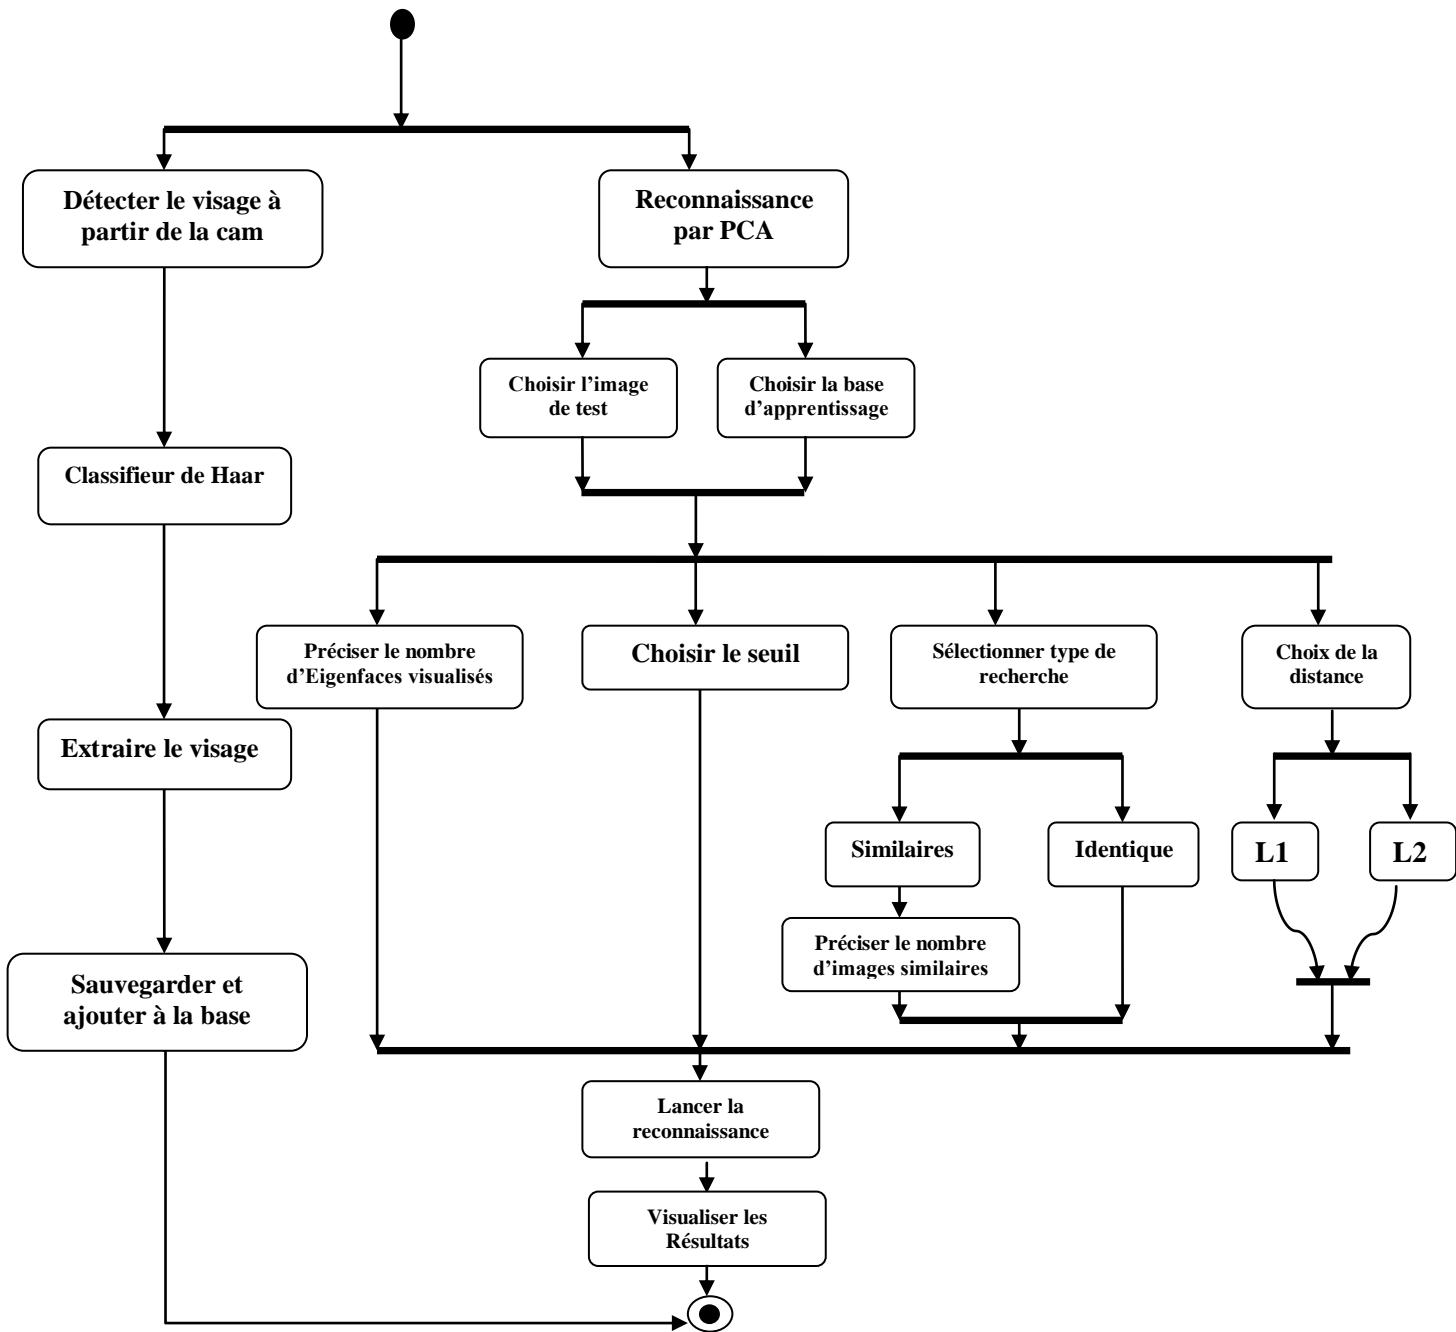 Détecter le visage à
partir de la cam
Reconnaissance
par PCA
Choisir l'image
de test
Choisir la base
d'apprentissage
Classifieur de Haar
Préciser le nombre
d'Eigenfaces visualisés
Choisir le seuil
Sélectionner type de
recherche
Choix de la
distance
Extraire le visage
Similaires
Identique
L1
L2
Préciser le nombre
d'images similaires
Sauvegarder et
ajouter à la base
Lancer la
reconnaissance
Visualiser les
Résultats